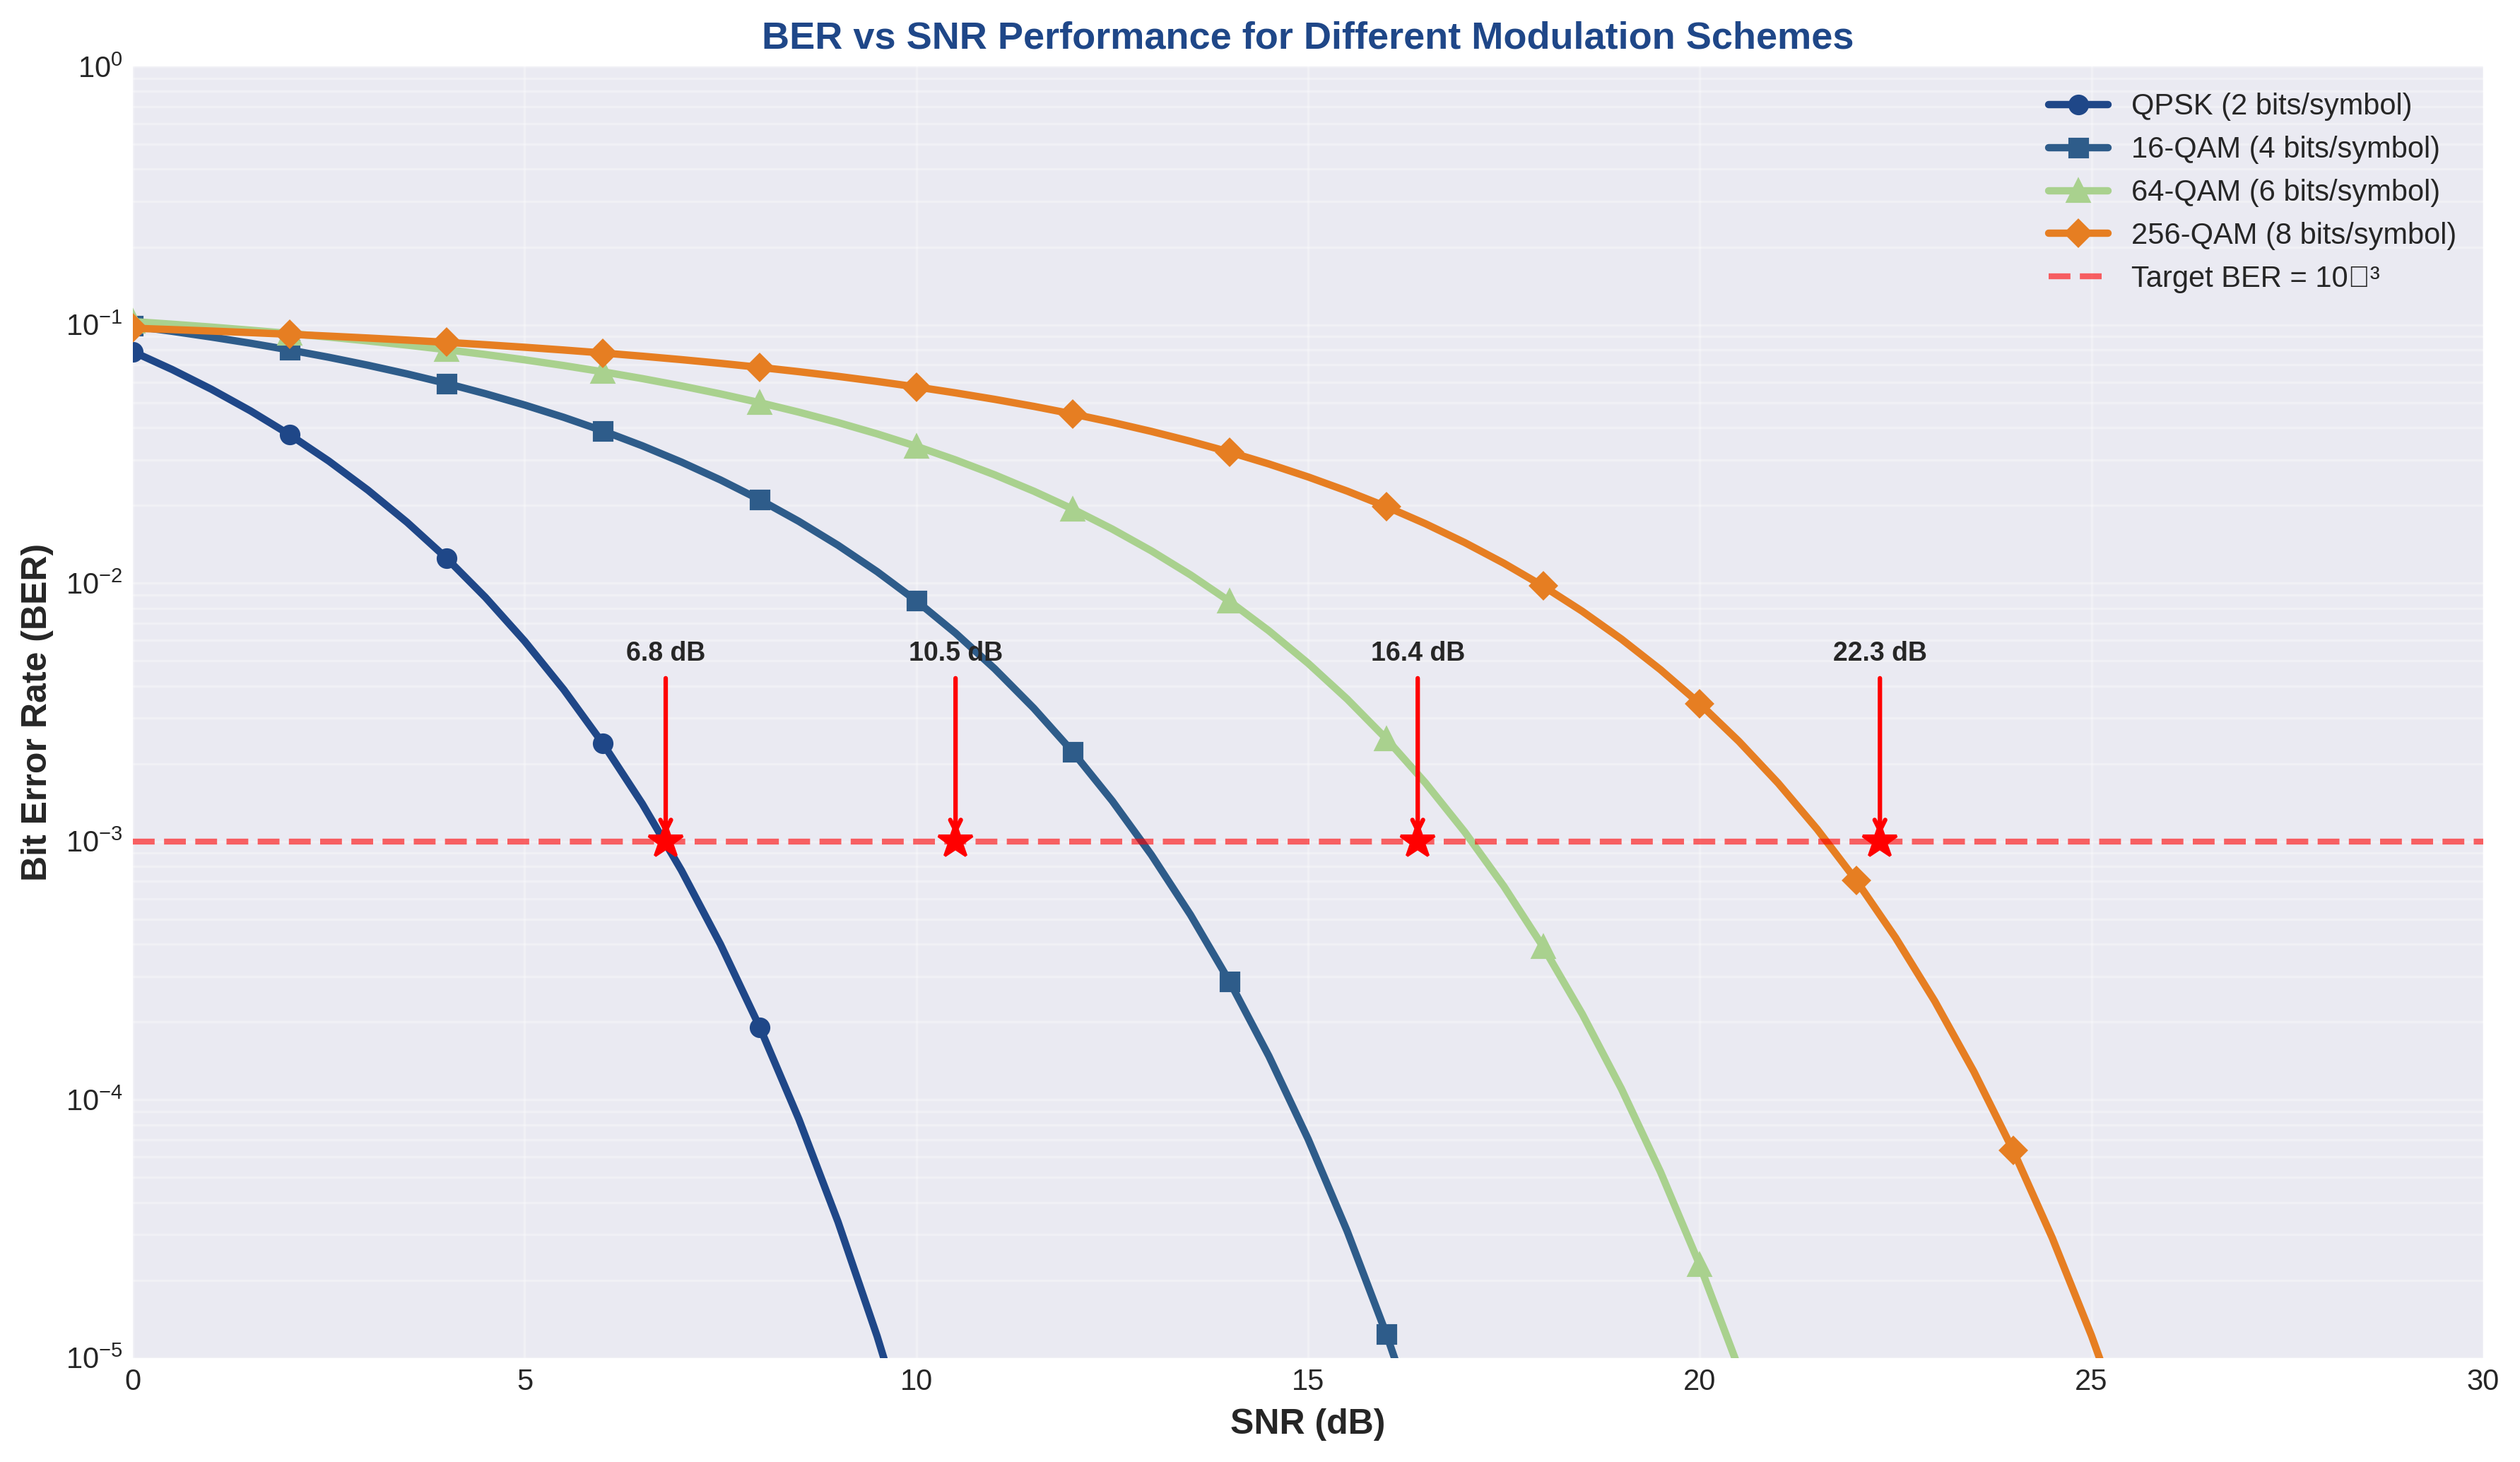 BER vs SNR Performance for Different Modulation Schemes
10⁰
10⁻¹
10⁻²
10⁻³
10⁻⁴
10⁻⁵
Bit Error Rate (BER)
QPSK (2 bits/symbol)
16-QAM (4 bits/symbol)
64-QAM (6 bits/symbol)
256-QAM (8 bits/symbol)
Target BER = 10□³
6.8 dB
10.5 dB
16.4 dB
22.3 dB
0 5 10 15 20 25 30
SNR (dB)